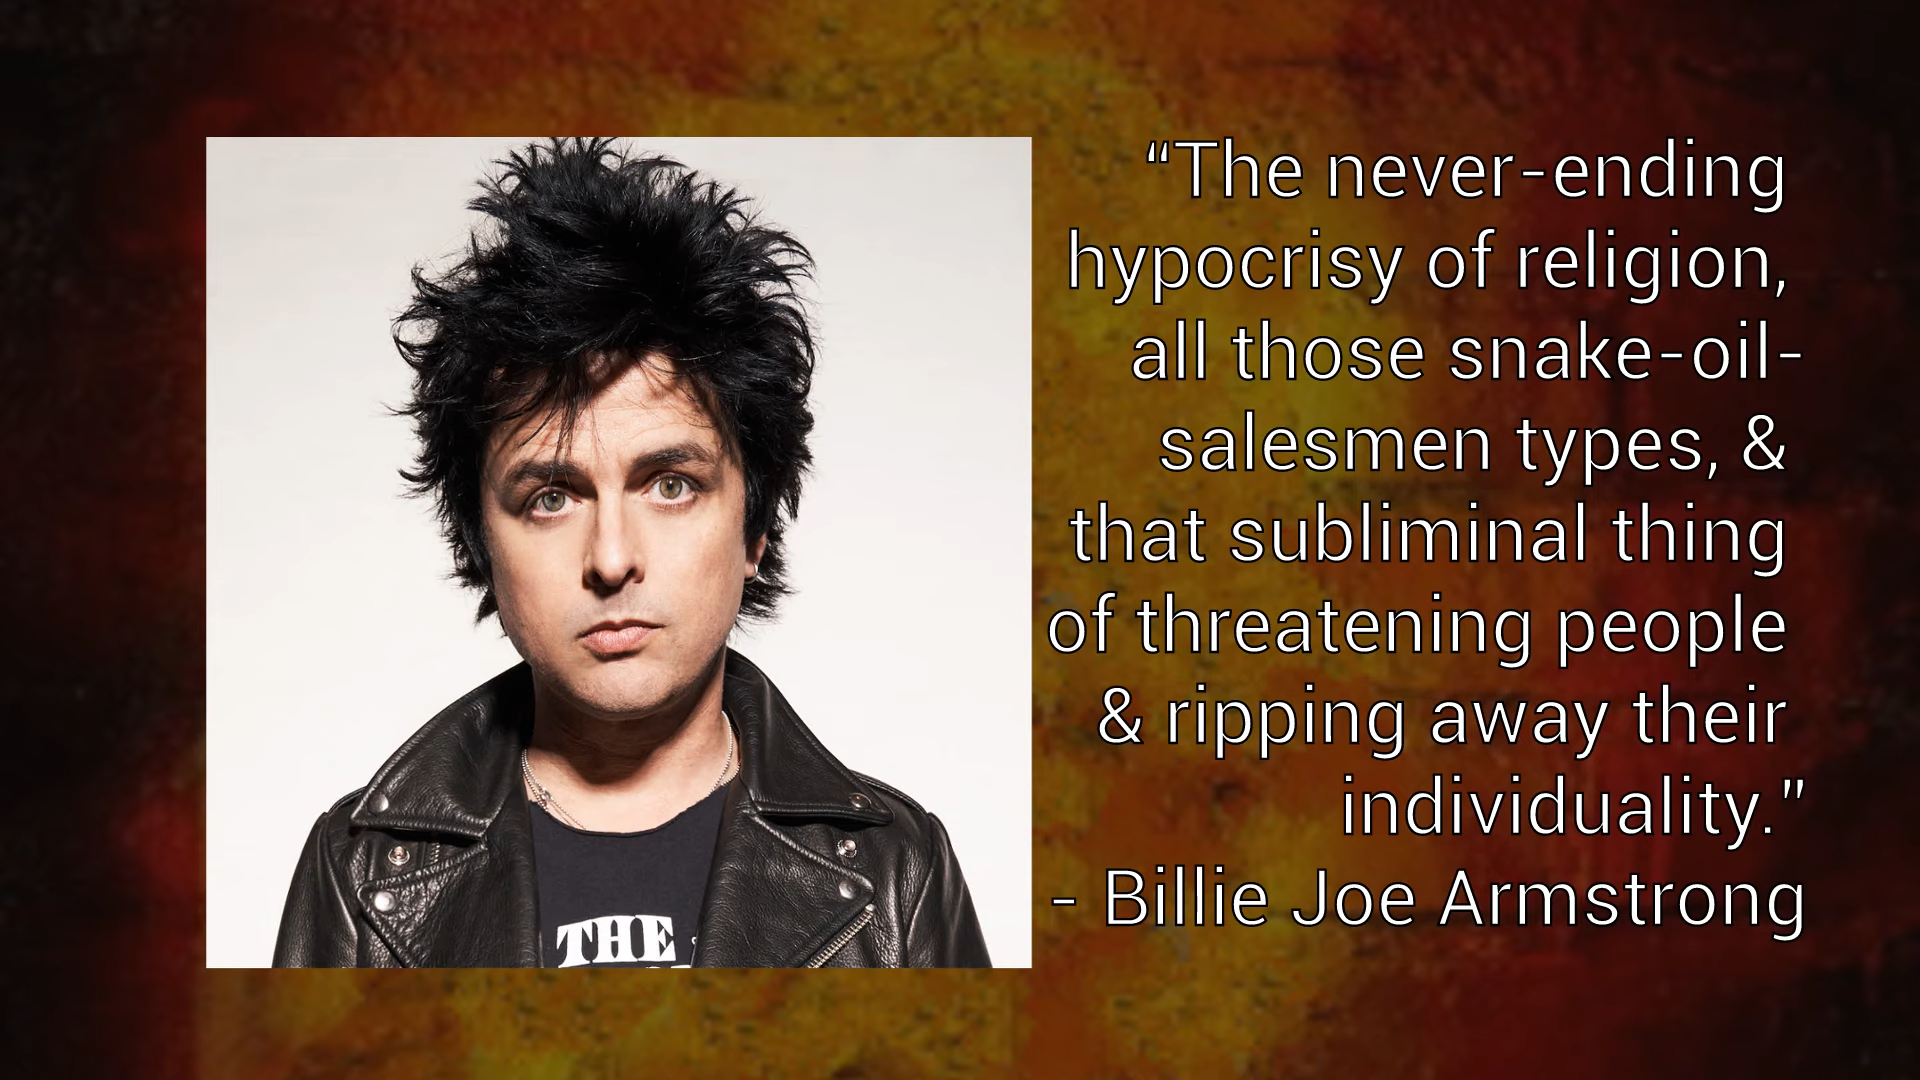 “The never-ending
hypocrisy of religion,
all those snake-oil-
salesmen types, &
that subliminal thing
of threatening people
& ripping away their
individuality.”
- Billie Joe Armstrong
THE